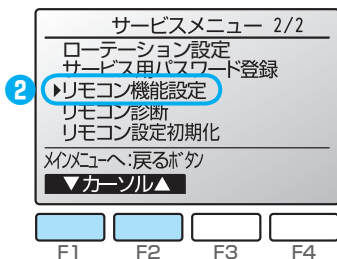 サービスメニュー 2/2
ローテーション設定
サービス用パスワード登録
2 ▶リモコン機能設定
リモコン診断
リモコン設定初期化
メインメニューへ:戻るボタン
▼カーソル▲
F1 F2 F3 F4